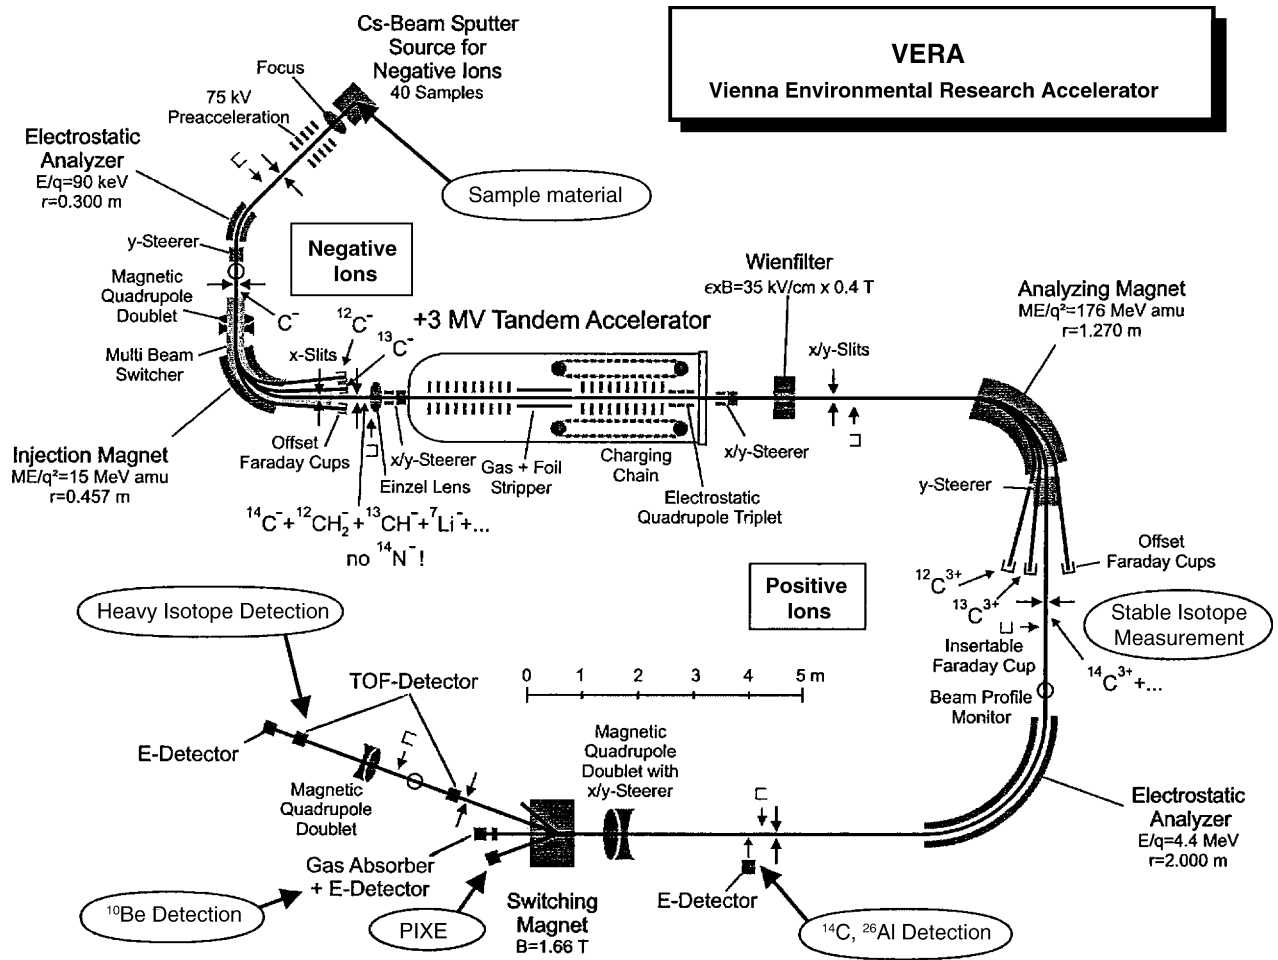 VERA
Vienna Environmental Research Accelerator
Cs-Beam Sputter
Source for
Negative Ions
40 Samples
Focus
75 kV
Preacceleration
Electrostatic
Analyzer
E/q=90 keV
r=0.300 m
Sample material
y-Steerer
Negative
Ions
Magnetic
Quadrupole
Doublet
C⁻
Multi Beam
Switcher
x-Slits
¹²C⁻
¹³C⁻
+3 MV Tandem Accelerator
Wienfilter
ϵxB=35 kV/cm x 0.4 T
x/y-Slits
Analyzing Magnet
ME/q²=176 MeV amu
r=1.270 m
Injection Magnet
ME/q²=15 MeV amu
r=0.457 m
Offset
Faraday Cups
x/y-Steerer
Einzel Lens
Gas + Foil
Stripper
Charging
Chain
x/y-Steerer
Electrostatic
Quadrupole Triplet
y-Steerer
¹⁴C⁻+¹²CH₂⁻+¹³CH⁻+⁷Li⁻+...
no ¹⁴N⁻!
Offset
Faraday Cups
¹²C³⁺
¹³C³⁺
Positive
Ions
Stable Isotope
Measurement
Insertable
Faraday Cup
¹⁴C³⁺+...
Beam Profile
Monitor
Heavy Isotope Detection
0 1 2 3 4 5 m
TOF-Detector
E-Detector
Magnetic
Quadrupole
Doublet
Magnetic
Quadrupole
Doublet with
x/y-Steerer
Electrostatic
Analyzer
E/q=4.4 MeV
r=2.000 m
Gas Absorber
+ E-Detector
¹⁰Be Detection
PIXE
Switching
Magnet
B=1.66 T
E-Detector
¹⁴C, ²⁶Al Detection